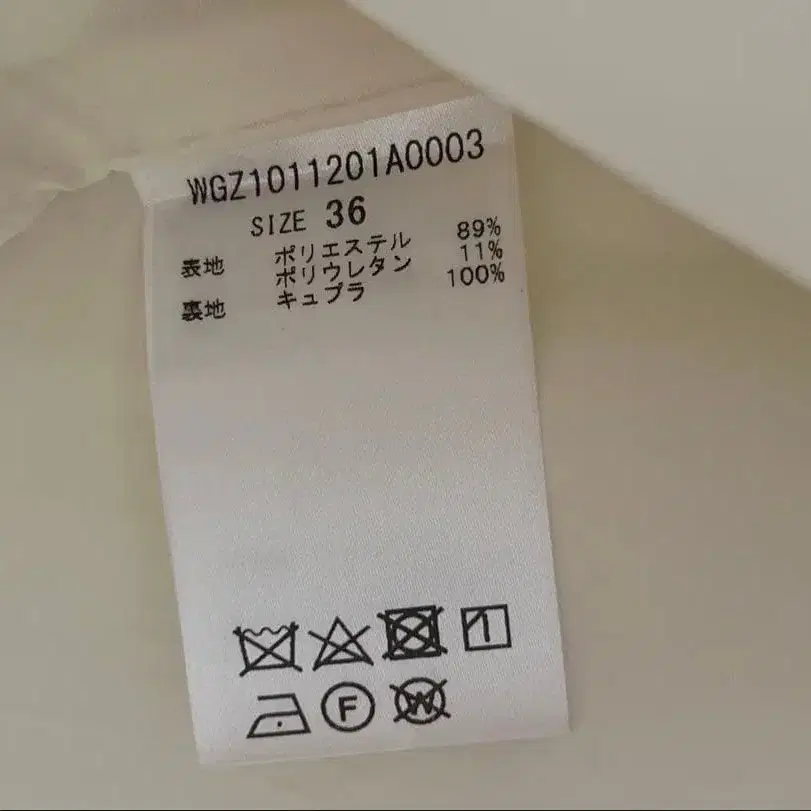 WGZ1011201A0003
SIZE 36
表地 ポリエステル 89%
ポリウレタン 11%
裏地 キュプラ 100%
F W